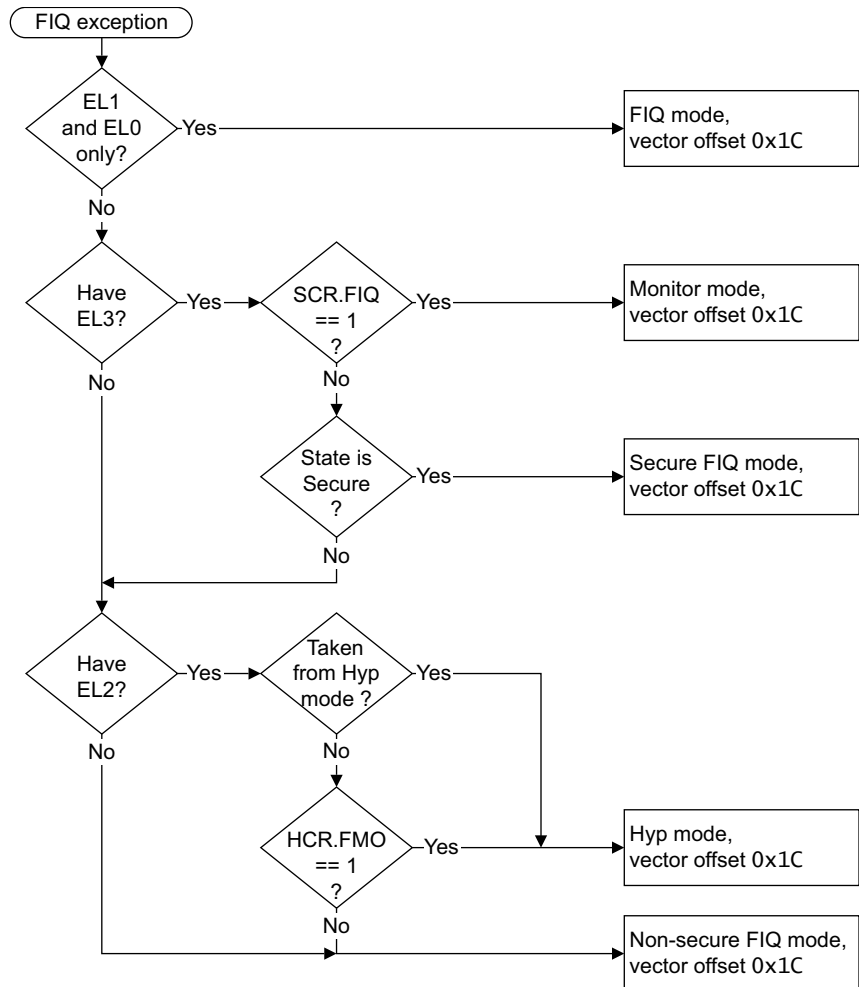 FIQ exception
EL1
and EL0
only?
Yes
FIQ mode,
vector offset 0x1C
No
Have
EL3?
Yes
SCR.FIQ
== 1
?
Yes
Monitor mode,
vector offset 0x1C
No
No
State is
Secure
?
Yes
Secure FIQ mode,
vector offset 0x1C
No
Have
EL2?
Yes
Taken
from Hyp
mode ?
Yes
No
No
HCR.FMO
== 1
?
Yes
Hyp mode,
vector offset 0x1C
No
Non-secure FIQ mode,
vector offset 0x1C